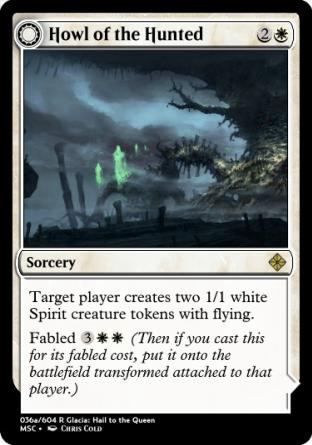 Howl of the Hunted 2
Sorcery
Target player creates two 1/1 white
Spirit creature tokens with flying.
Fabled 3 (Then if you cast this
for its fabled cost, put it onto the
battlefield transformed attached to that
player.)
036a/604 R Glacia: Hail to the Queen
MSC • Chris Cold